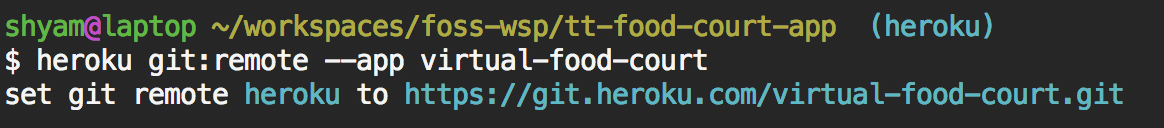 shyam@laptop ~/workspaces/foss-wsp/tt-food-court-app (heroku)
$ heroku git:remote --app virtual-food-court
set git remote heroku to https://git.heroku.com/virtual-food-court.git